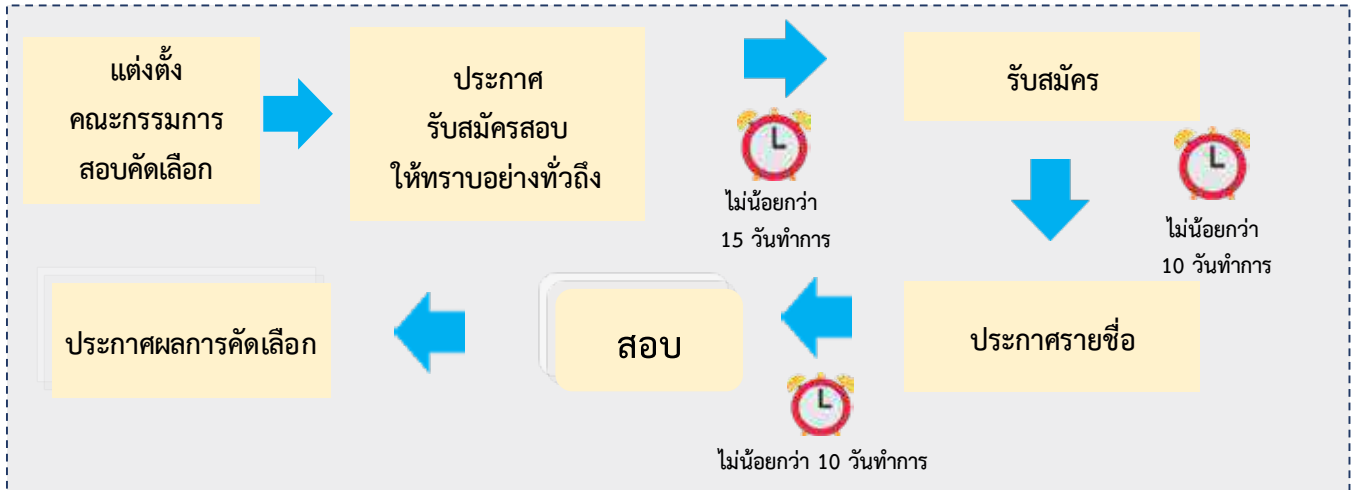 แต่งตั้ง
คณะกรรมการ
สอบคัดเลือก
ประกาศ
รับสมัครสอบ
ให้ทราบอย่างทั่วถึง
ไม่น้อยกว่า
15 วันทำการ
รับสมัคร
ไม่น้อยกว่า
10 วันทำการ
ประกาศรายชื่อ
ไม่น้อยกว่า 10 วันทำการ
สอบ
ประกาศผลการคัดเลือก